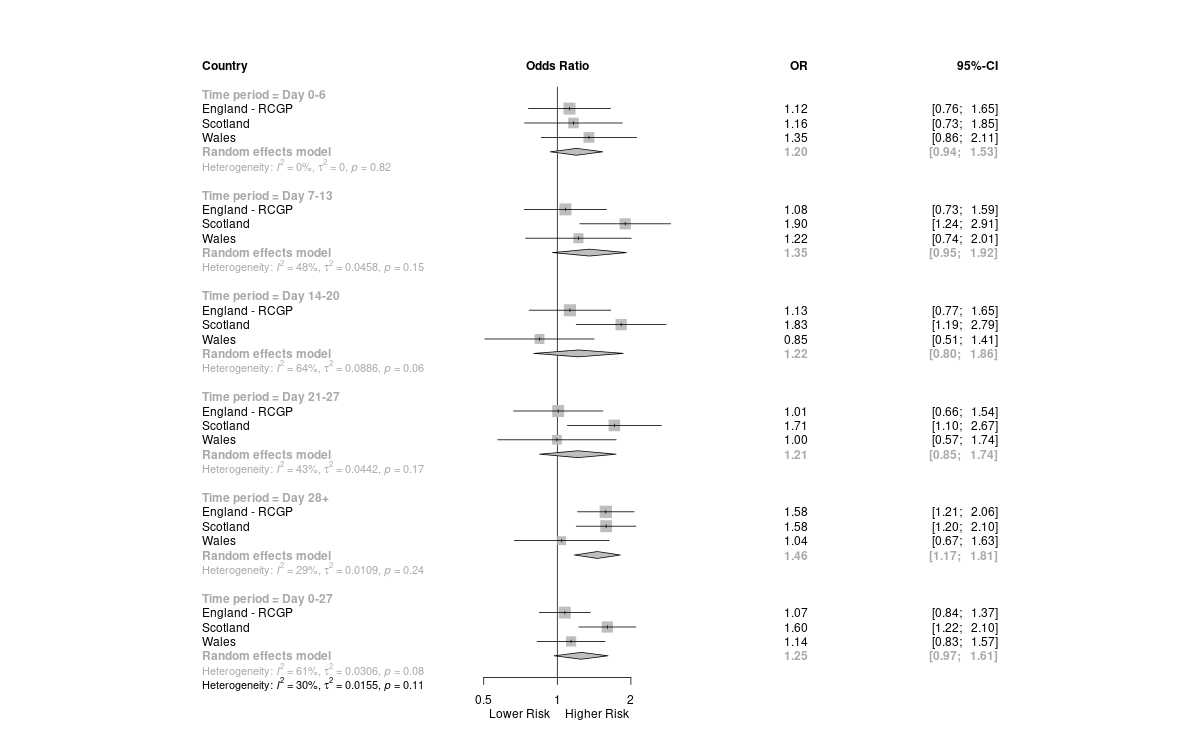 Country Odds Ratio OR 95%-CI
Time period = Day 0-6
England - RCGP 1.12 [0.76; 1.65]
Scotland 1.16 [0.73; 1.85]
Wales 1.35 [0.86; 2.11]
Random effects model 1.20 [0.94; 1.53]
Heterogeneity: I² = 0%, τ² = 0, p = 0.82
Time period = Day 7-13
England - RCGP 1.08 [0.73; 1.59]
Scotland 1.90 [1.24; 2.91]
Wales 1.22 [0.74; 2.01]
Random effects model 1.35 [0.95; 1.92]
Heterogeneity: I² = 48%, τ² = 0.0458, p = 0.15
Time period = Day 14-20
England - RCGP 1.13 [0.77; 1.65]
Scotland 1.83 [1.19; 2.79]
Wales 0.85 [0.51; 1.41]
Random effects model 1.22 [0.80; 1.86]
Heterogeneity: I² = 64%, τ² = 0.0886, p = 0.06
Time period = Day 21-27
England - RCGP 1.01 [0.66; 1.54]
Scotland 1.71 [1.10; 2.67]
Wales 1.00 [0.57; 1.74]
Random effects model 1.21 [0.85; 1.74]
Heterogeneity: I² = 43%, τ² = 0.0442, p = 0.17
Time period = Day 28+
England - RCGP 1.58 [1.21; 2.06]
Scotland 1.58 [1.20; 2.10]
Wales 1.04 [0.67; 1.63]
Random effects model 1.46 [1.17; 1.81]
Heterogeneity: I² = 29%, τ² = 0.0109, p = 0.24
Time period = Day 0-27
England - RCGP 1.07 [0.84; 1.37]
Scotland 1.60 [1.22; 2.10]
Wales 1.14 [0.83; 1.57]
Random effects model 1.25 [0.97; 1.61]
Heterogeneity: I² = 61%, τ² = 0.0306, p = 0.08
Heterogeneity: I² = 30%, τ² = 0.0155, p = 0.11
0.5 1 2
Lower Risk Higher Risk